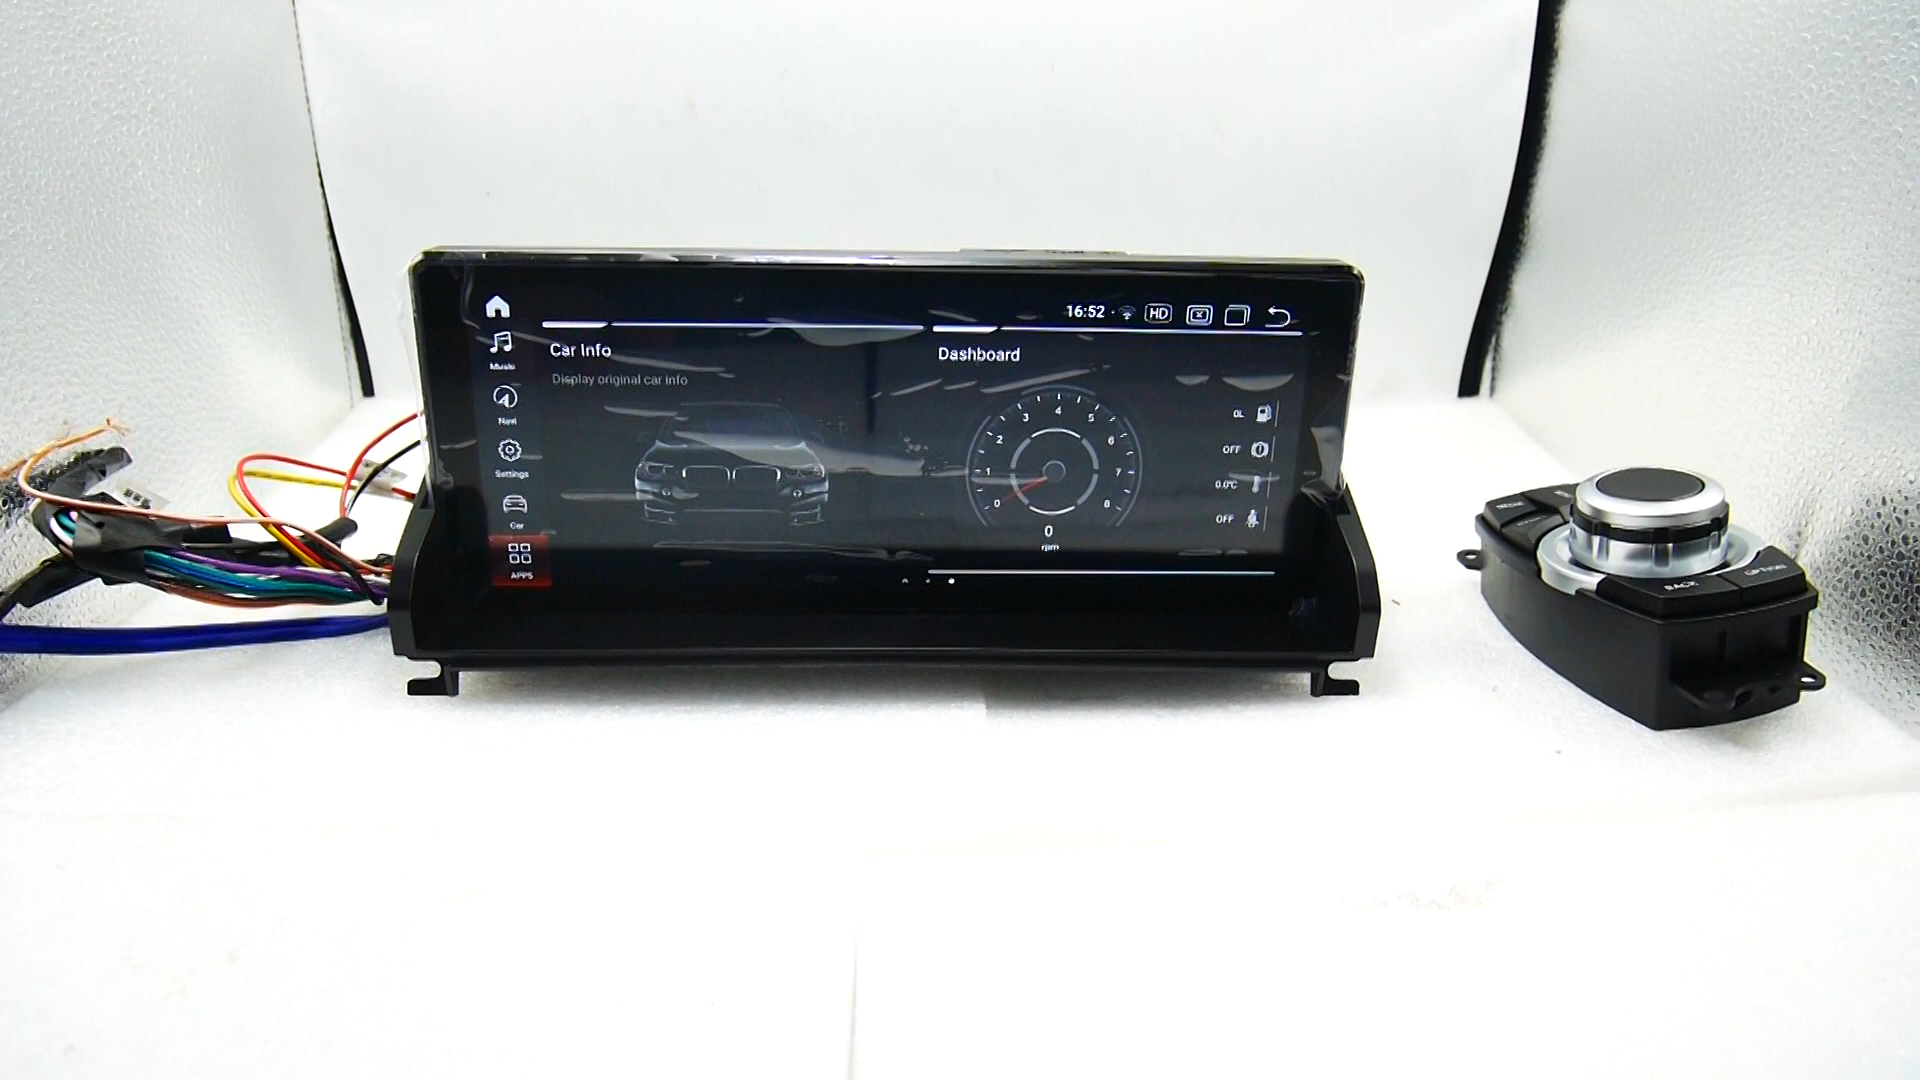 16:52
HD
Music
Navi
Settings
Car
APPS
Car Info
Display original car info
Dashboard
0 1 2 3 4 5 6 7 8
0
rpm
0L
OFF
0.0℃
OFF
BACK
OPTION